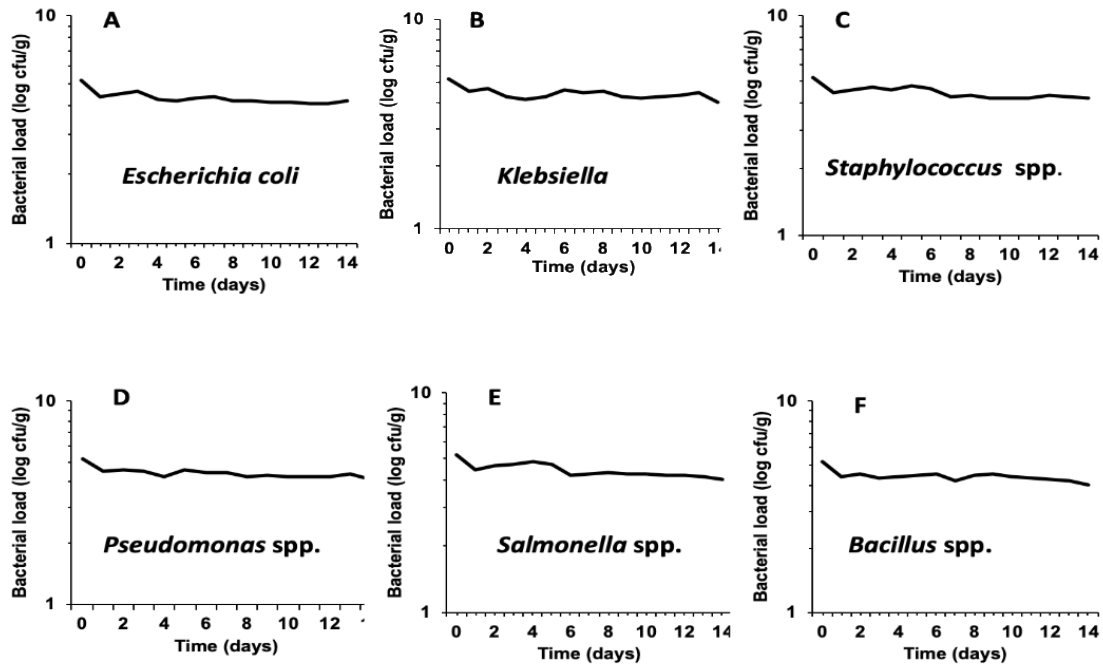 A
Bacterial load (log cfu/g)
10
1
Escherichia coli
0 2 4 6 8 10 12 14
Time (days)
B
Bacterial load (log cfu/g)
10
1
Klebsiella
0 2 4 6 8 10 12
Time (days)
C
Bacterial load (log cfu/g)
10
1
Staphylococcus spp.
0 2 4 6 8 10 12 14
Time (days)
D
Bacterial load (log cfu/g)
10
1
Pseudomonas spp.
0 2 4 6 8 10 12
Time (days)
E
Bacterial load (log cfu/g)
10
1
Salmonella spp.
0 2 4 6 8 10 12 14
Time (days)
F
Bacterial load (log cfu/g)
10
1
Bacillus spp.
0 2 4 6 8 10 12 14
Time (days)